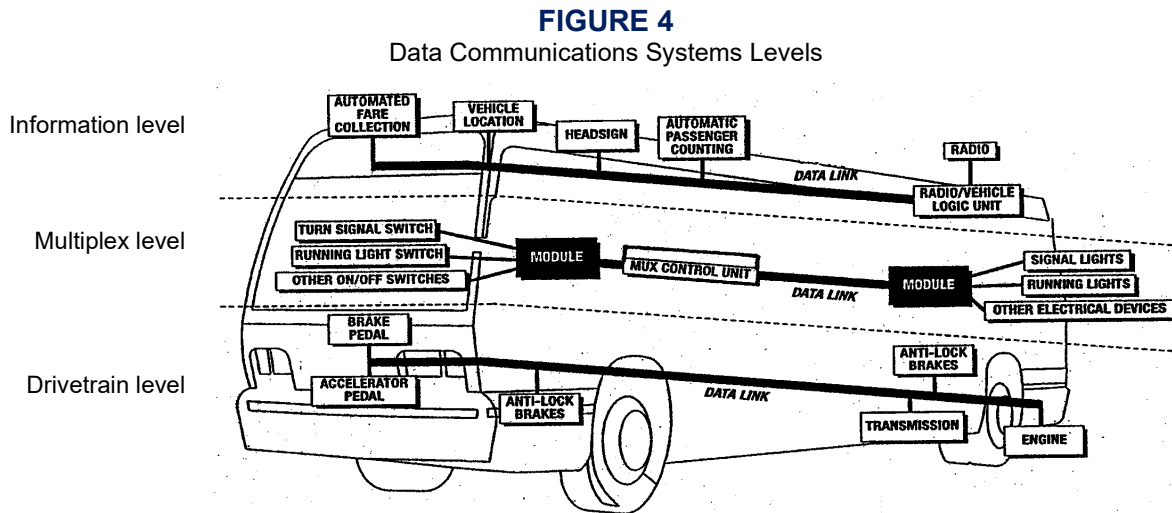 FIGURE 4
Data Communications Systems Levels
Information level
AUTOMATED
FARE
COLLECTION
VEHICLE
LOCATION
HEADSIGN
AUTOMATIC
PASSENGER
COUNTING
RADIO
DATA LINK
RADIO/VEHICLE
LOGIC UNIT
Multiplex level
TURN SIGNAL SWITCH
RUNNING LIGHT SWITCH
OTHER ON/OFF SWITCHES
MODULE
MUX CONTROL UNIT
DATA LINK
MODULE
SIGNAL LIGHTS
RUNNING LIGHTS
OTHER ELECTRICAL DEVICES
Drivetrain level
BRAKE
PEDAL
ACCELERATOR
PEDAL
ANTI-LOCK
BRAKES
DATA LINK
ANTI-LOCK
BRAKES
TRANSMISSION
ENGINE